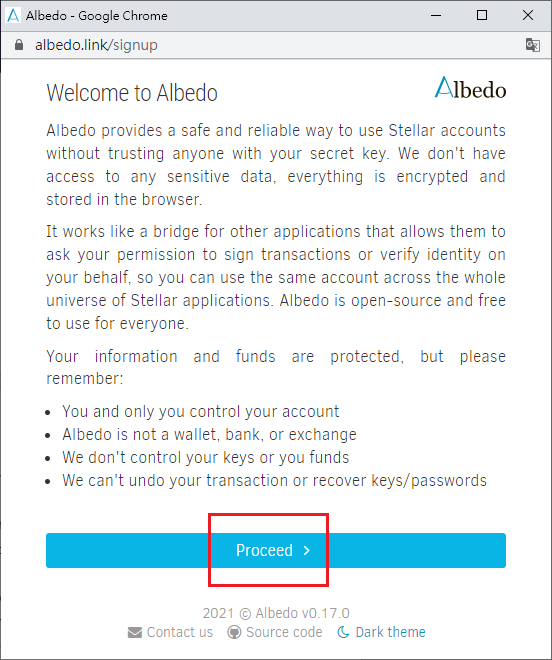 Albedo - Google Chrome
albedo.link/signup
Welcome to Albedo
Albedo
Albedo provides a safe and reliable way to use Stellar accounts
without trusting anyone with your secret key. We don't have
access to any sensitive data, everything is encrypted and
stored in the browser.
It works like a bridge for other applications that allows them to
ask your permission to sign transactions or verify identity on
your behalf, so you can use the same account across the whole
universe of Stellar applications. Albedo is open-source and free
to use for everyone.
Your information and funds are protected, but please
remember:
• You and only you control your account
• Albedo is not a wallet, bank, or exchange
• We don't control your keys or you funds
• We can't undo your transaction or recover keys/passwords
Proceed >
2021 © Albedo v0.17.0
Contact us Source code Dark theme